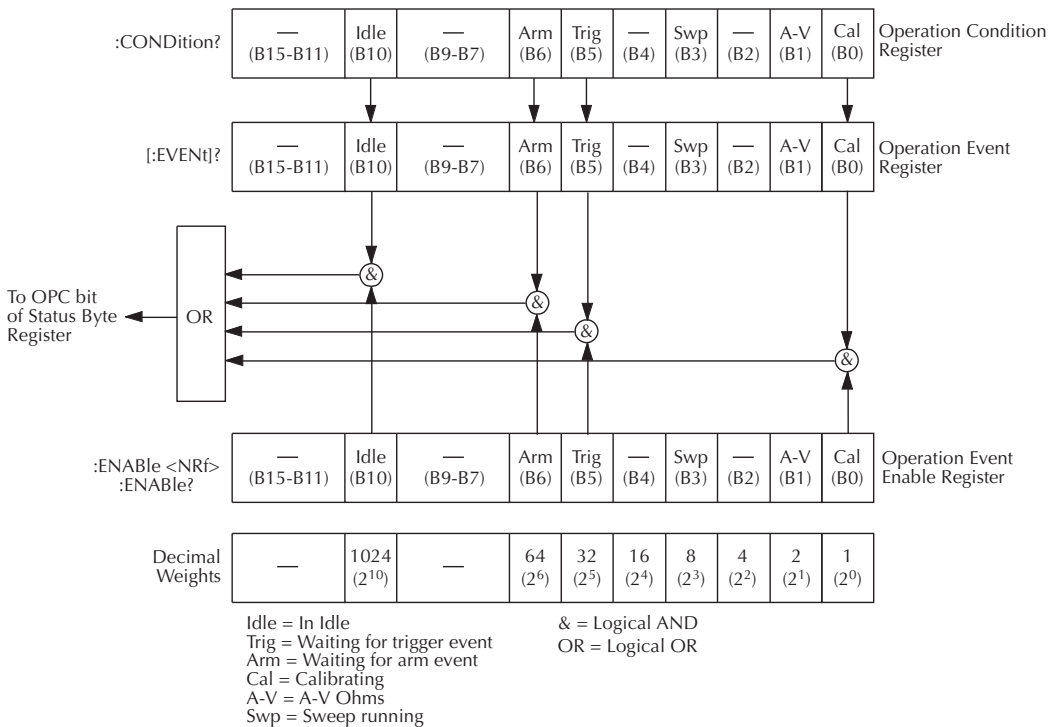 :CONDition?
—
(B15-B11)
Idle
(B10)
—
(B9-B7)
Arm
(B6)
Trig
(B5)
—
(B4)
Swp
(B3)
—
(B2)
A-V
(B1)
Cal
(B0)
Operation Condition
Register
[:EVENt]?
—
(B15-B11)
Idle
(B10)
—
(B9-B7)
Arm
(B6)
Trig
(B5)
—
(B4)
Swp
(B3)
—
(B2)
A-V
(B1)
Cal
(B0)
Operation Event
Register
&
&
&
&
To OPC bit
of Status Byte
Register
OR
:ENABle <NRf>
:ENABle?
—
(B15-B11)
Idle
(B10)
—
(B9-B7)
Arm
(B6)
Trig
(B5)
—
(B4)
Swp
(B3)
—
(B2)
A-V
(B1)
Cal
(B0)
Operation Event
Enable Register
Decimal
Weights
—
1024
(2¹⁰)
—
64
(2⁶)
32
(2⁵)
16
(2⁴)
8
(2³)
4
(2²)
2
(2¹)
1
(2⁰)
Idle = In Idle
Trig = Waiting for trigger event
Arm = Waiting for arm event
Cal = Calibrating
A-V = A-V Ohms
Swp = Sweep running
& = Logical AND
OR = Logical OR